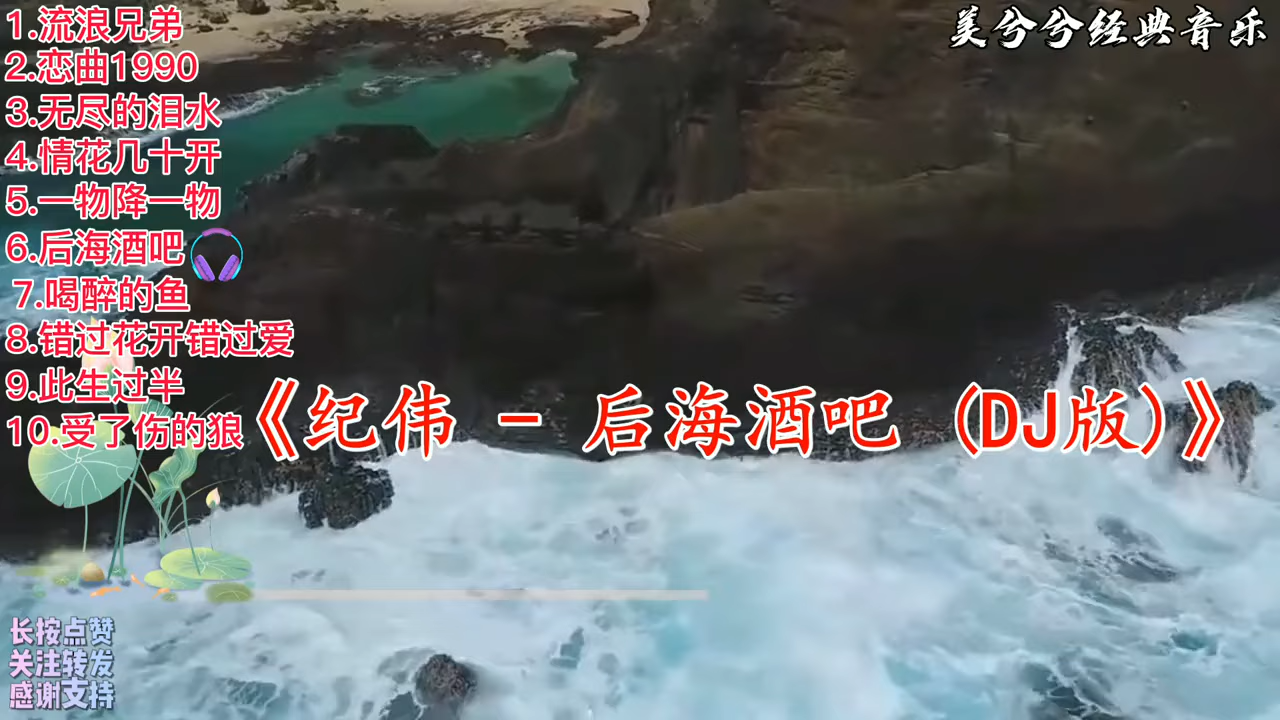 美兮兮经典音乐
1.流浪兄弟
2.恋曲1990
3.无尽的泪水
4.情花几十开
5.一物降一物
6.后海酒吧
7.喝醉的鱼
8.错过花开错过爱
9.此生过半
10.受了伤的狼
《纪伟 - 后海酒吧 (DJ版)》
长按点赞
关注转发
感谢支持